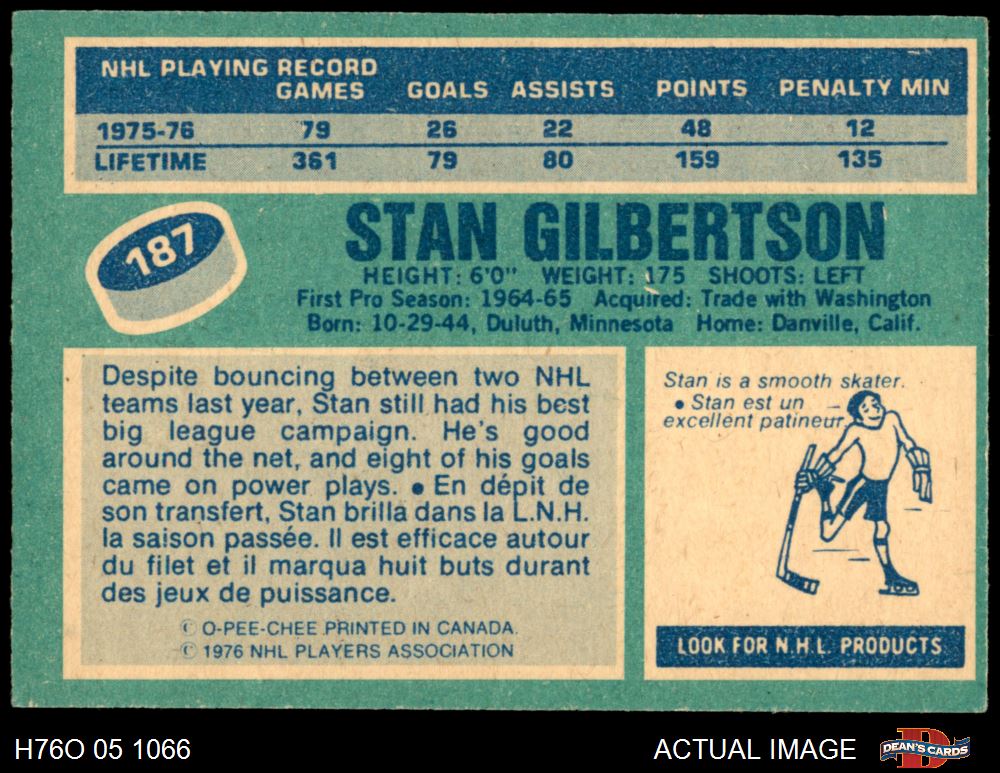 NHL PLAYING RECORD
GAMES GOALS ASSISTS POINTS PENALTY MIN
1975-76 79 26 22 48 12
LIFETIME 361 79 80 159 135
187
STAN GILBERTSON
HEIGHT: 6'0" WEIGHT: 175 SHOOTS: LEFT
First Pro Season: 1964-65 Acquired: Trade with Washington
Born: 10-29-44, Duluth, Minnesota Home: Danville, Calif.
Despite bouncing between two NHL
teams last year, Stan still had his best
big league campaign. He's good
around the net, and eight of his goals
came on power plays. • En dépit de
son transfert, Stan brilla dans la L.N.H.
la saison passée. Il est efficace autour
du filet et il marqua huit buts durant
des jeux de puissance.
© O-PEE-CHEE PRINTED IN CANADA.
© 1976 NHL PLAYERS ASSOCIATION
Stan is a smooth skater.
• Stan est un
excellent patineur.
LOOK FOR N.H.L. PRODUCTS
H76O 05 1066
ACTUAL IMAGE
DEAN'S CARDS